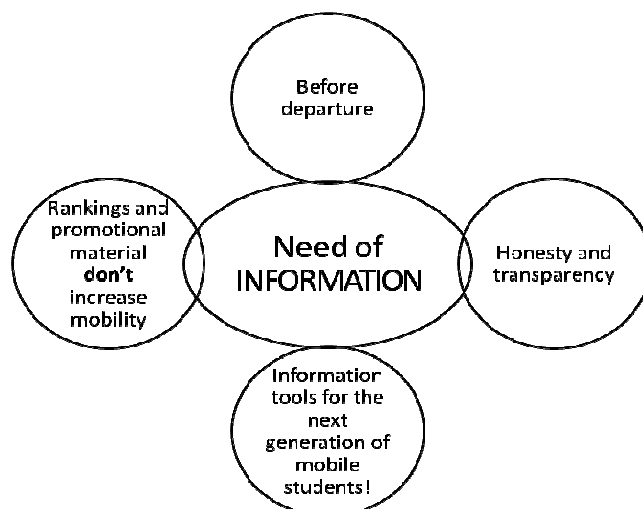 Before
departure
Rankings and
promotional
material
don't
increase
mobility
Need of
INFORMATION
Honesty and
transparency
Information
tools for the
next
generation of
mobile
students!